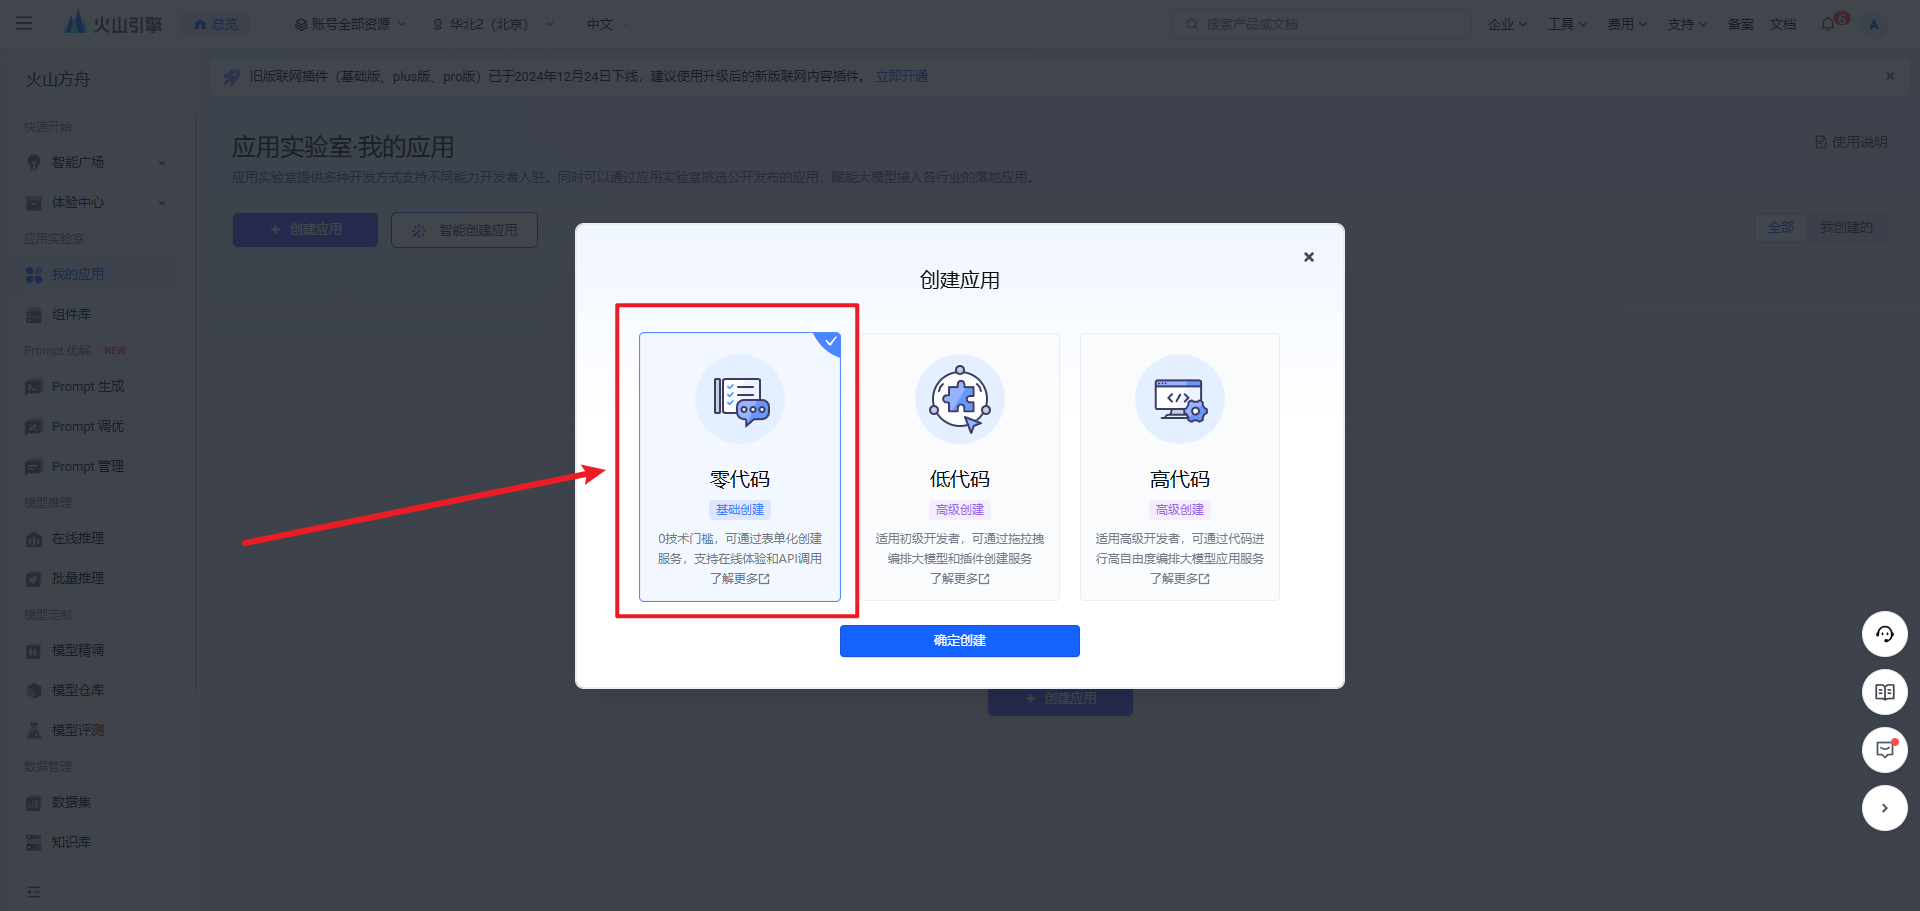 火山引擎
总览
账号全部资源
华北2（北京）
中文
搜索产品或文档
企业
工具
费用
支持
备案
文档
6
A
火山方舟
旧版联网插件（基础版、plus版、pro版）已于2024年12月24日下线，建议使用升级后的新版联网内容插件。 立即开通
快速开始
智能广场
体验中心
应用实验室
我的应用
组件库
Prompt 优解 NEW
Prompt 生成
Prompt 调优
Prompt 管理
模型推理
在线推理
批量推理
模型定制
模型精调
模型仓库
模型评测
数据管理
数据集
知识库
应用实验室·我的应用
使用说明
应用实验室提供多种开发方式支持不同能力开发者入驻。同时可以通过应用实验室挑选公开发布的应用，赋能大模型接入各行业的落地应用。
+ 创建应用
智能创建应用
全部
我创建的
创建应用
零代码
基础创建
0技术门槛，可通过表单化创建
服务，支持在线体验和API调用
了解更多
低代码
高级创建
适用初级开发者，可通过拖拉拽
编排大模型和插件创建服务
了解更多
高代码
高级创建
适用高级开发者，可通过代码进
行高自由度编排大模型应用服务
了解更多
确定创建
+ 创建应用